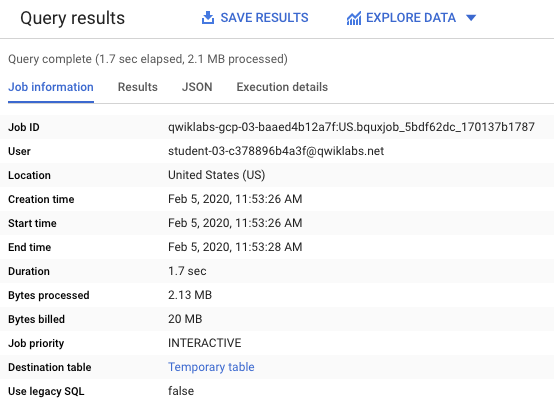 Query results SAVE RESULTS EXPLORE DATA
Query complete (1.7 sec elapsed, 2.1 MB processed)
Job information Results JSON Execution details
Job ID qwiklabs-gcp-03-baaed4b12a7f:US.bquxjob_5bdf62dc_170137b1787
User student-03-c378896b4a3f@qwiklabs.net
Location United States (US)
Creation time Feb 5, 2020, 11:53:26 AM
Start time Feb 5, 2020, 11:53:26 AM
End time Feb 5, 2020, 11:53:28 AM
Duration 1.7 sec
Bytes processed 2.13 MB
Bytes billed 20 MB
Job priority INTERACTIVE
Destination table Temporary table
Use legacy SQL false